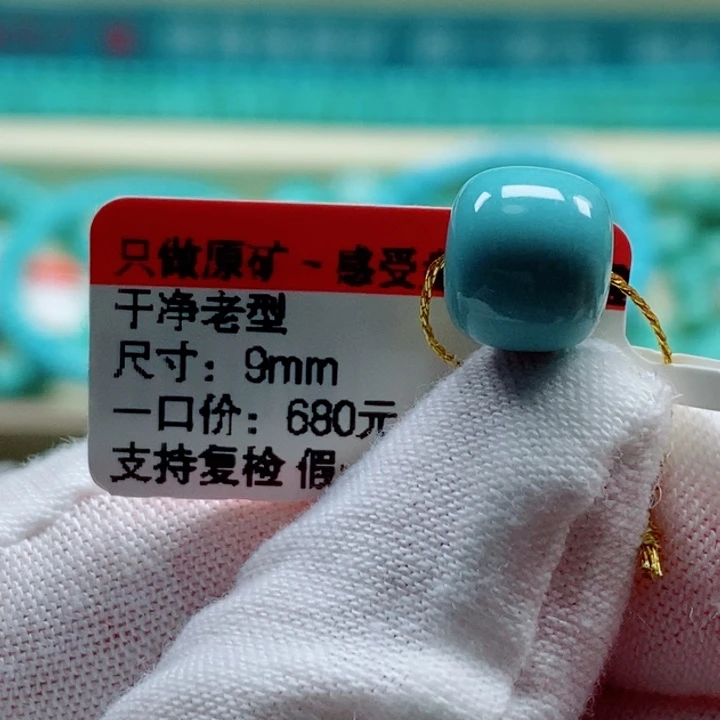 只做原矿 - 感受
干净老型
尺寸：9mm
一口价：680元
支持复检 假